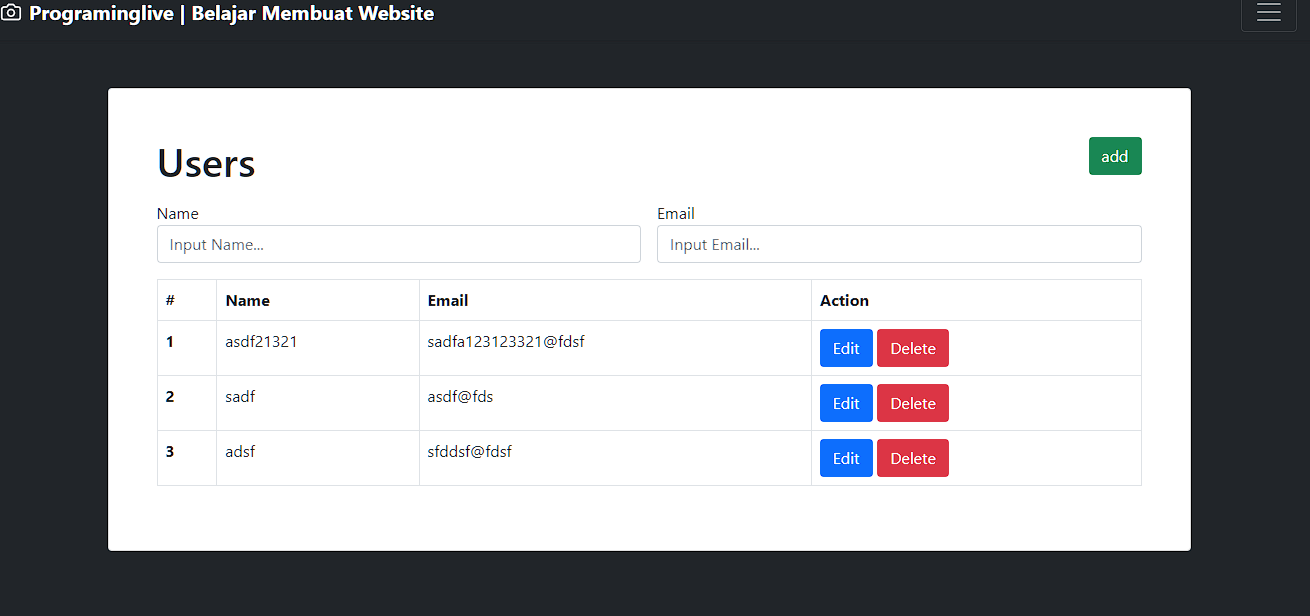 Programinglive | Belajar Membuat Website
Users
add
Name Email
Input Name... Input Email...
# Name Email Action
1 asdf21321 sadfa123123321@fdsf Edit Delete
2 sadf asdf@fds Edit Delete
3 adsf sfddsf@fdsf Edit Delete